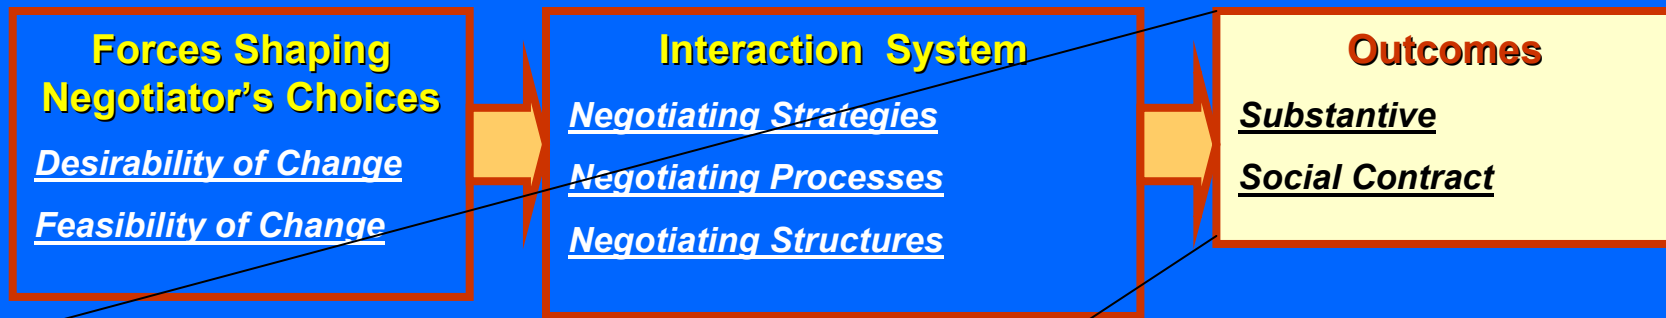 Forces Shaping
Negotiator’s Choices
Desirability of Change
Feasibility of Change
Interaction System
Negotiating Strategies
Negotiating Processes
Negotiating Structures
Outcomes
Substantive
Social Contract